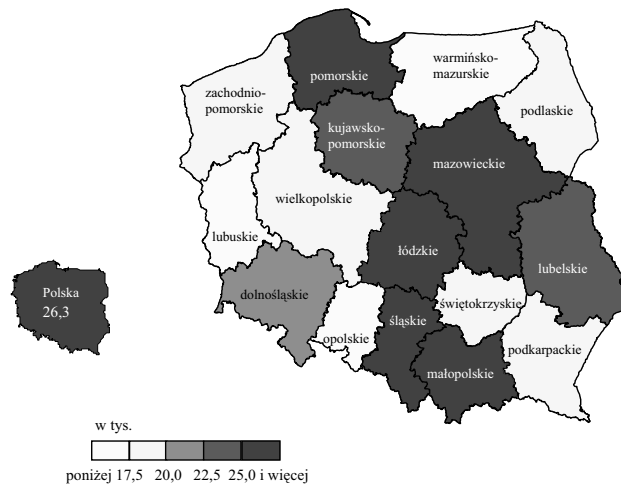 pomorskie
warmińsko-
mazurskie
zachodnio-
pomorskie
podlaskie
kujawsko-
pomorskie
mazowieckie
wielkopolskie
lubuskie
łódzkie
lubelskie
dolnośląskie
Polska
26,3
świętokrzyskie
śląskie
opolskie
podkarpackie
małopolskie
w tys.
poniżej 17,5 20,0 22,5 25,0 i więcej